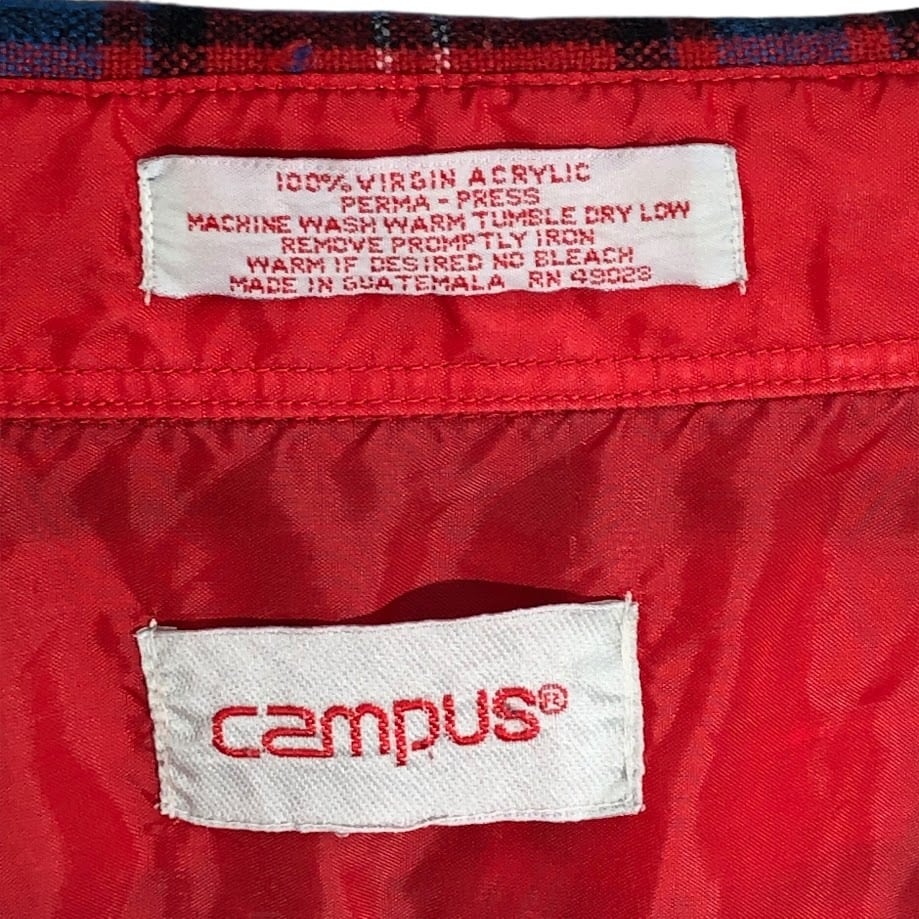 100% VIRGIN ACRYLIC
PERMA - PRESS
MACHINE WASH WARM TUMBLE DRY LOW
REMOVE PROMPTLY IRON
WARM IF DESIRED NO BLEACH
MADE IN GUATEMALA RN 49023
campus®